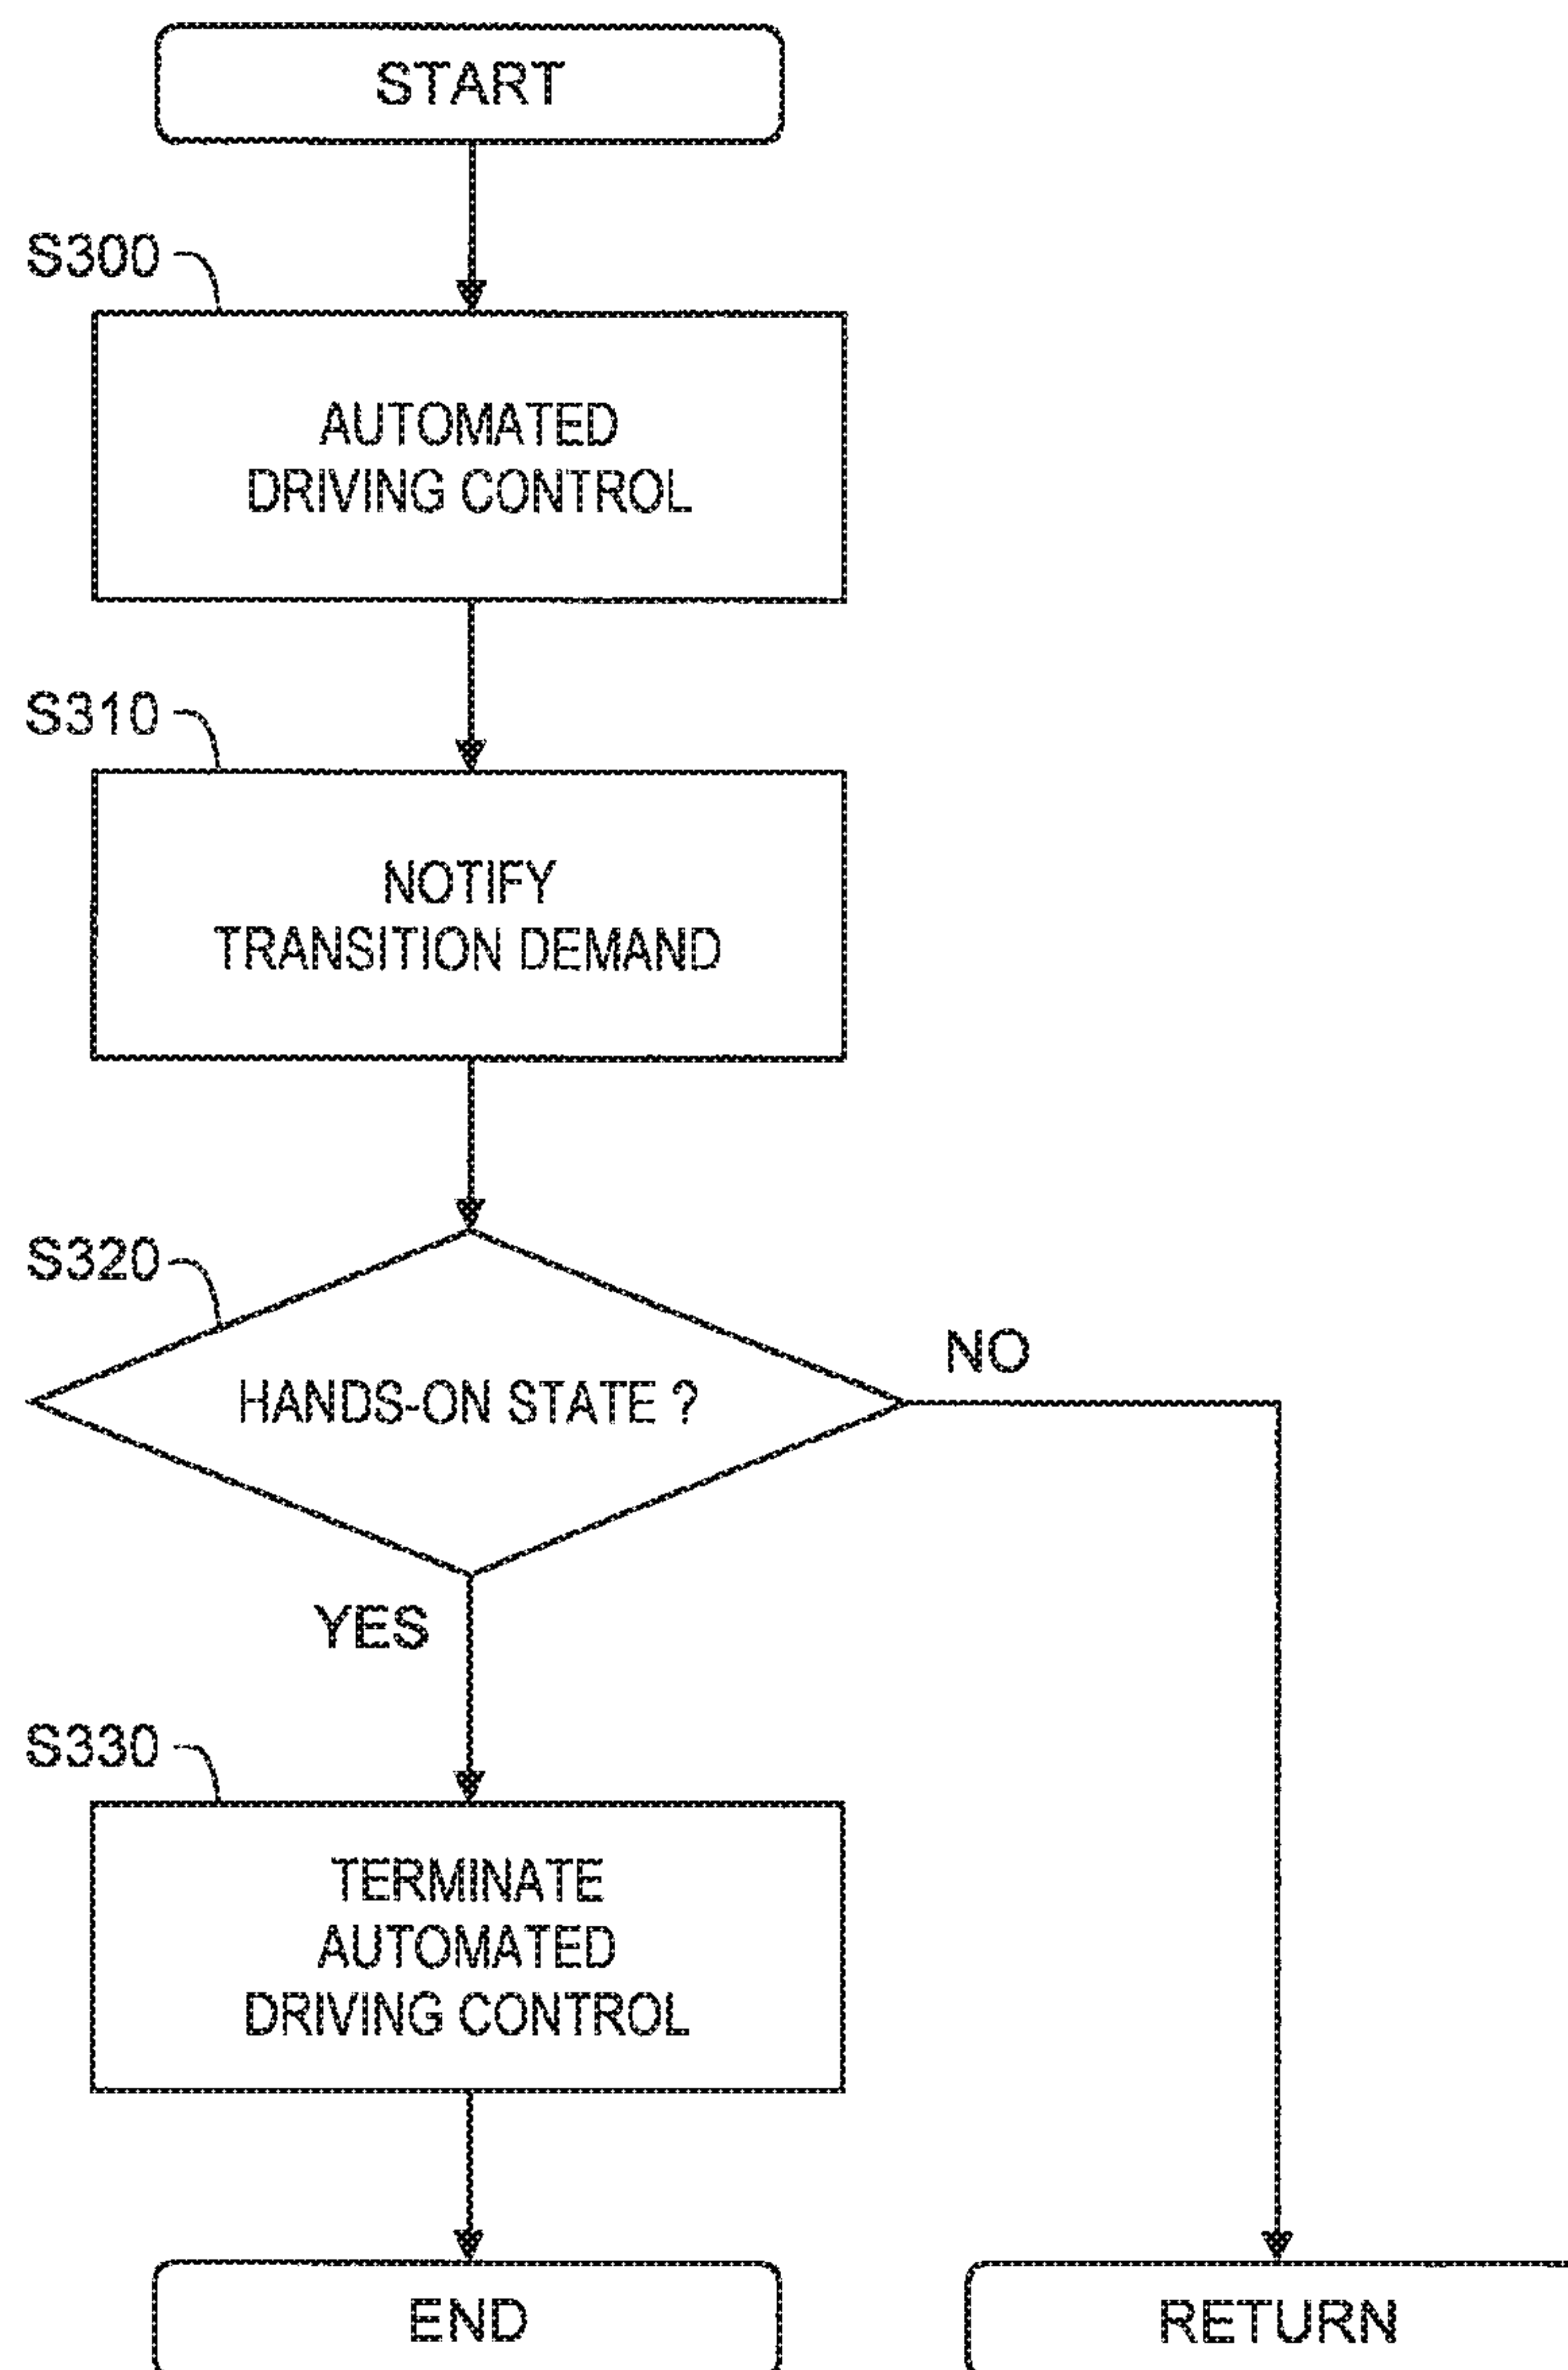 START
S300
AUTOMATED
DRIVING CONTROL
S310
NOTIFY
TRANSITION DEMAND
S320
HANDS-ON STATE ?
NO
YES
S330
TERMINATE
AUTOMATED
DRIVING CONTROL
END
RETURN